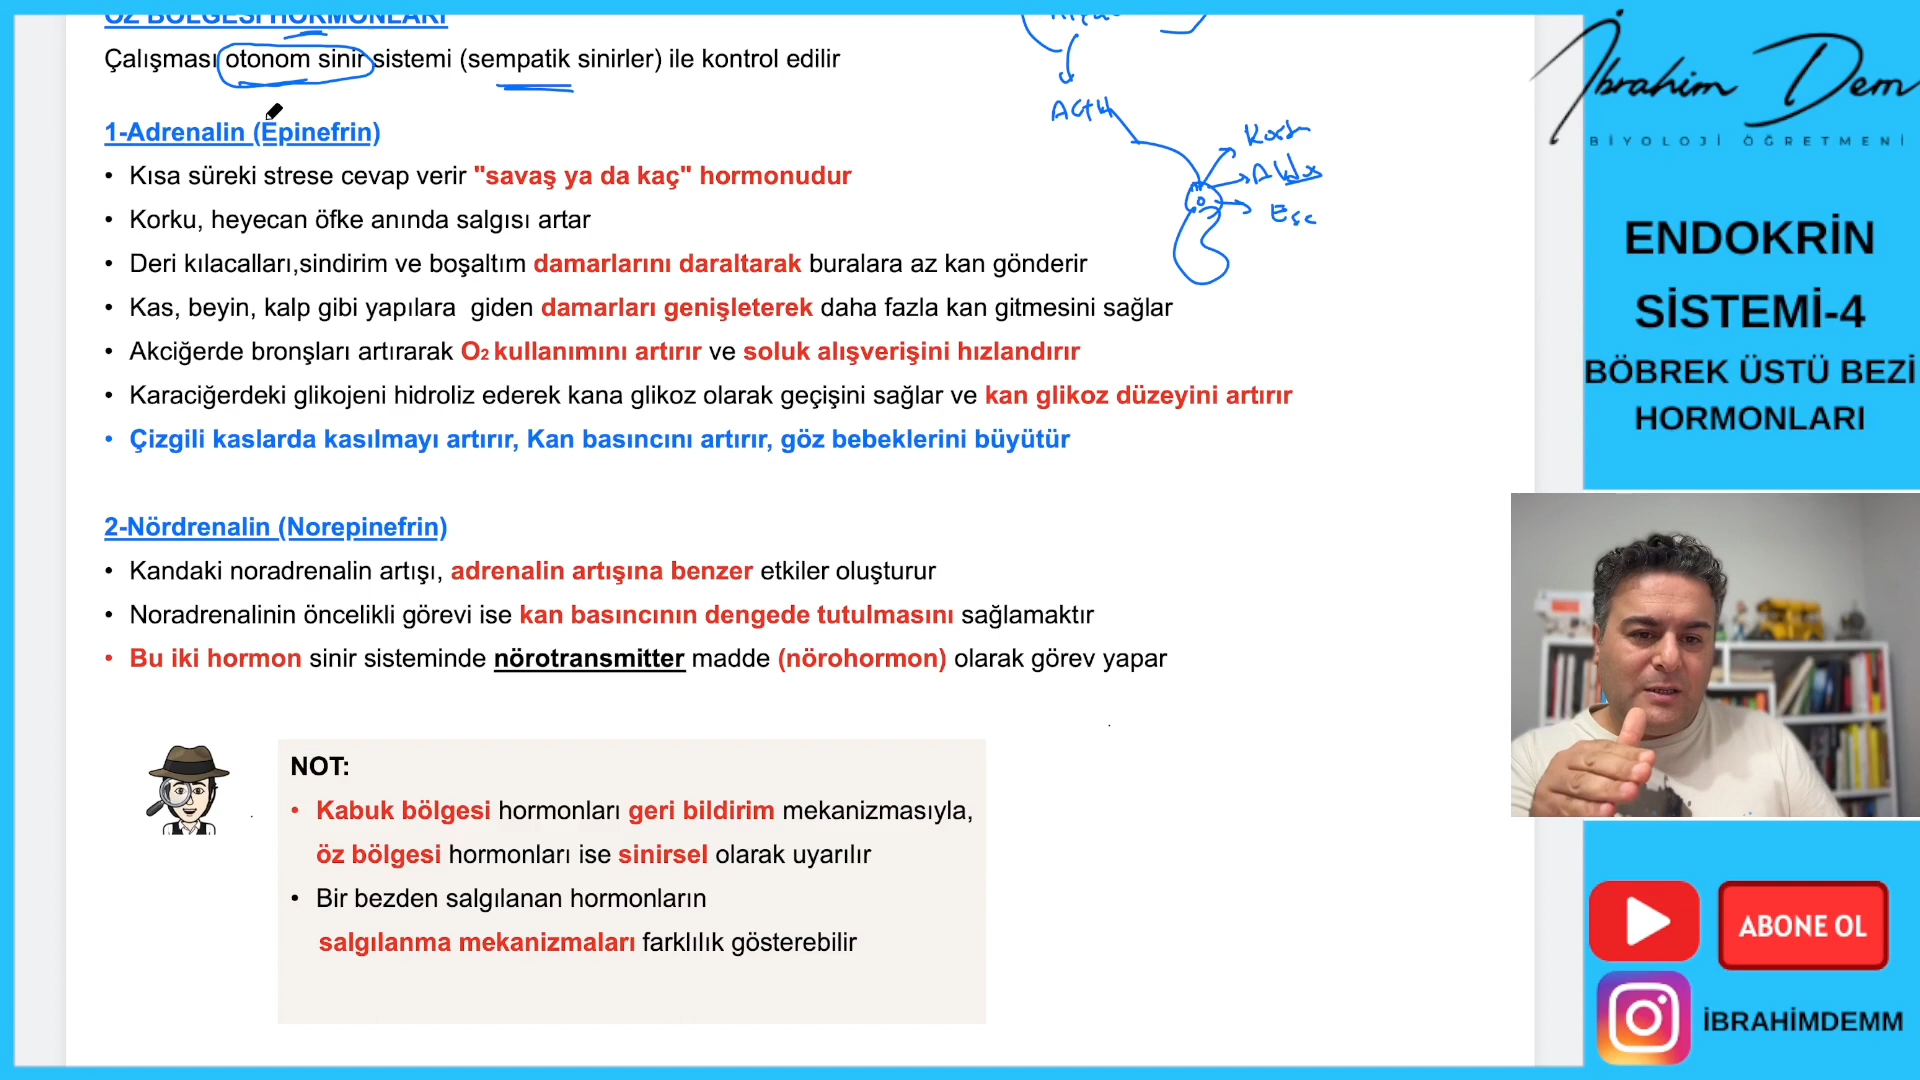 ÖZ BÖLGESİ HORMONLARI
Çalışması otonom sinir sistemi (sempatik sinirler) ile kontrol edilir
1-Adrenalin (Epinefrin)
• Kısa süreki strese cevap verir "savaş ya da kaç" hormonudur
• Korku, heyecan öfke anında salgısı artar
• Deri kılacalları,sindirim ve boşaltım damarlarını daraltarak buralara az kan gönderir
• Kas, beyin, kalp gibi yapılara giden damarları genişleterek daha fazla kan gitmesini sağlar
• Akciğerde bronşları artırarak O₂ kullanımını artırır ve soluk alışverişini hızlandırır
• Karaciğerdeki glikojeni hidroliz ederek kana glikoz olarak geçişini sağlar ve kan glikoz düzeyini artırır
• Çizgili kaslarda kasılmayı artırır, Kan basıncını artırır, göz bebeklerini büyütür
2-Nördrenalin (Norepinefrin)
• Kandaki noradrenalin artışı, adrenalin artışına benzer etkiler oluşturur
• Noradrenalinin öncelikli görevi ise kan basıncının dengede tutulmasını sağlamaktır
• Bu iki hormon sinir sisteminde nörotransmitter madde (nörohormon) olarak görev yapar
NOT:
• Kabuk bölgesi hormonları geri bildirim mekanizmasıyla,
öz bölgesi hormonları ise sinirsel olarak uyarılır
• Bir bezden salgılanan hormonların
salgılanma mekanizmaları farklılık gösterebilir
ACTH
İbrahim Dem
BİYOLOJİ ÖĞRETMENİ
ENDOKRİN
SİSTEMİ-4
BÖBREK ÜSTÜ BEZİ
HORMONLARI
ABONE OL
İBRAHİMDEMM